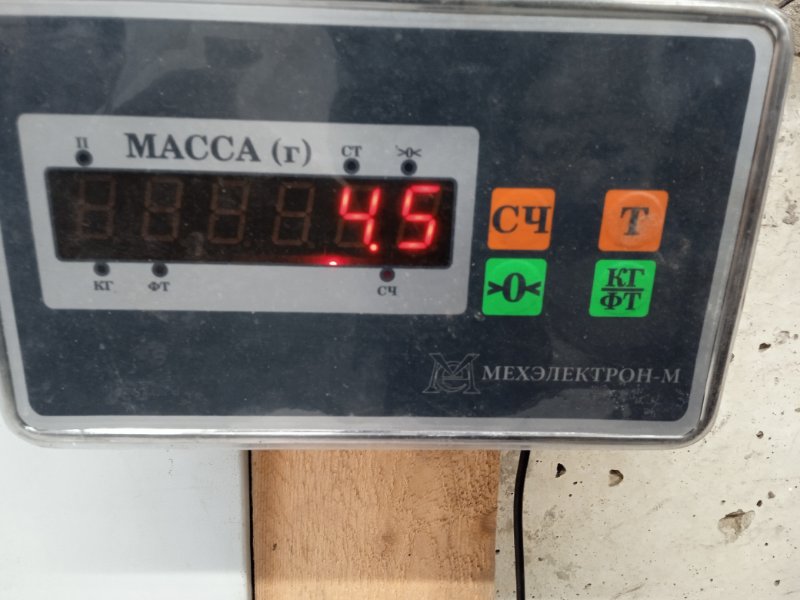 П МАССА (г) СТ >0<
4.5
КГ ФТ СЧ
СЧ Т
>0< КГ/ФТ
МЕХЭЛЕКТРОН-М